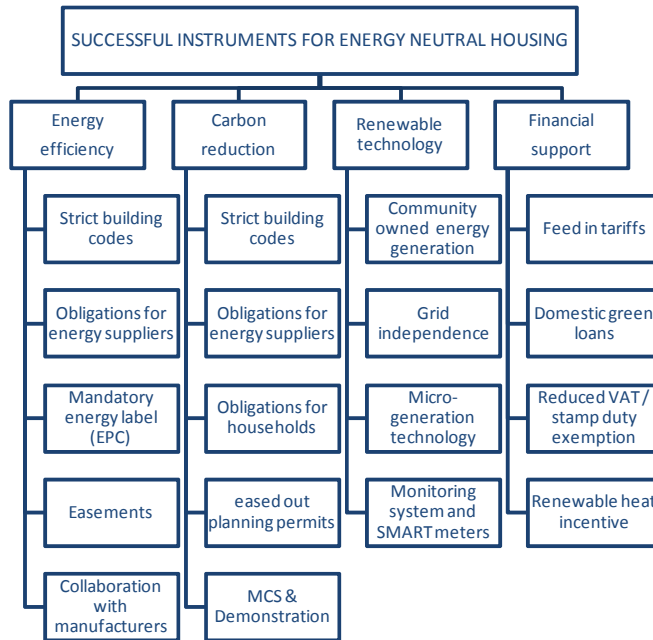 SUCCESSFUL INSTRUMENTS FOR ENERGY NEUTRAL HOUSING
Energy
efficiency
Carbon
reduction
Renewable
technology
Financial
support
Strict building
codes
Obligations for
energy suppliers
Mandatory
energy label
(EPC)
Easements
Collaboration
with
manufacturers
Strict building
codes
Obligations for
energy suppliers
Obligations for
households
eased out
planning permits
MCS &
Demonstration
Community
owned energy
generation
Grid
independence
Micro-
generation
technology
Monitoring
system and
SMART meters
Feed in tariffs
Domestic green
loans
Reduced VAT /
stamp duty
exemption
Renewable heat
incentive